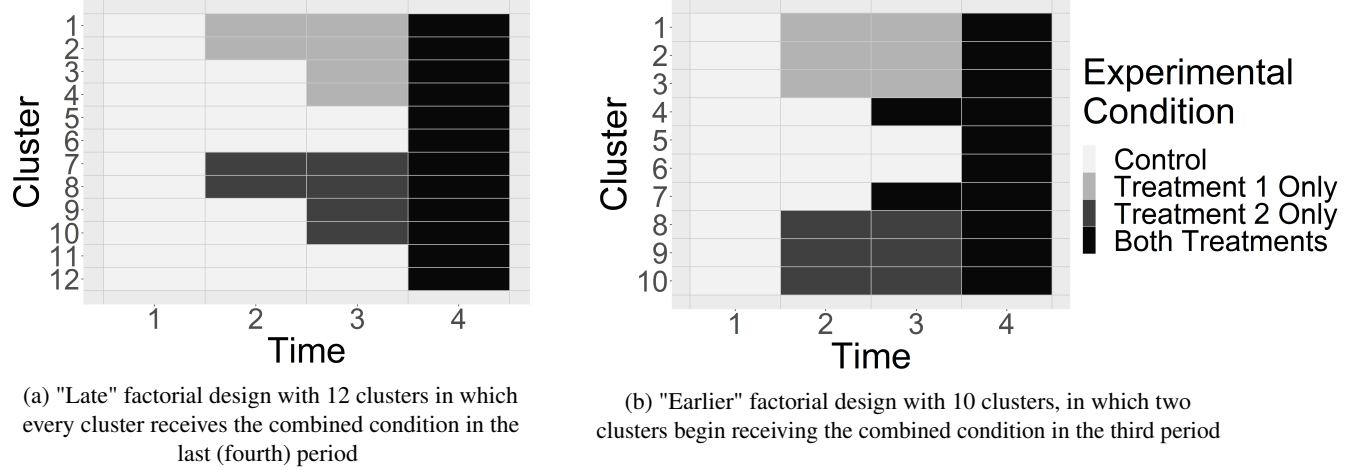 Cluster
1
2
3
4
5
6
7
8
9
10
11
12
1 2 3 4
Time
(a) "Late" factorial design with 12 clusters in which
every cluster receives the combined condition in the
last (fourth) period
Cluster
1
2
3
4
5
6
7
8
9
10
1 2 3 4
Time
(b) "Earlier" factorial design with 10 clusters, in which two
clusters begin receiving the combined condition in the third period
Experimental
Condition
Control
Treatment 1 Only
Treatment 2 Only
Both Treatments